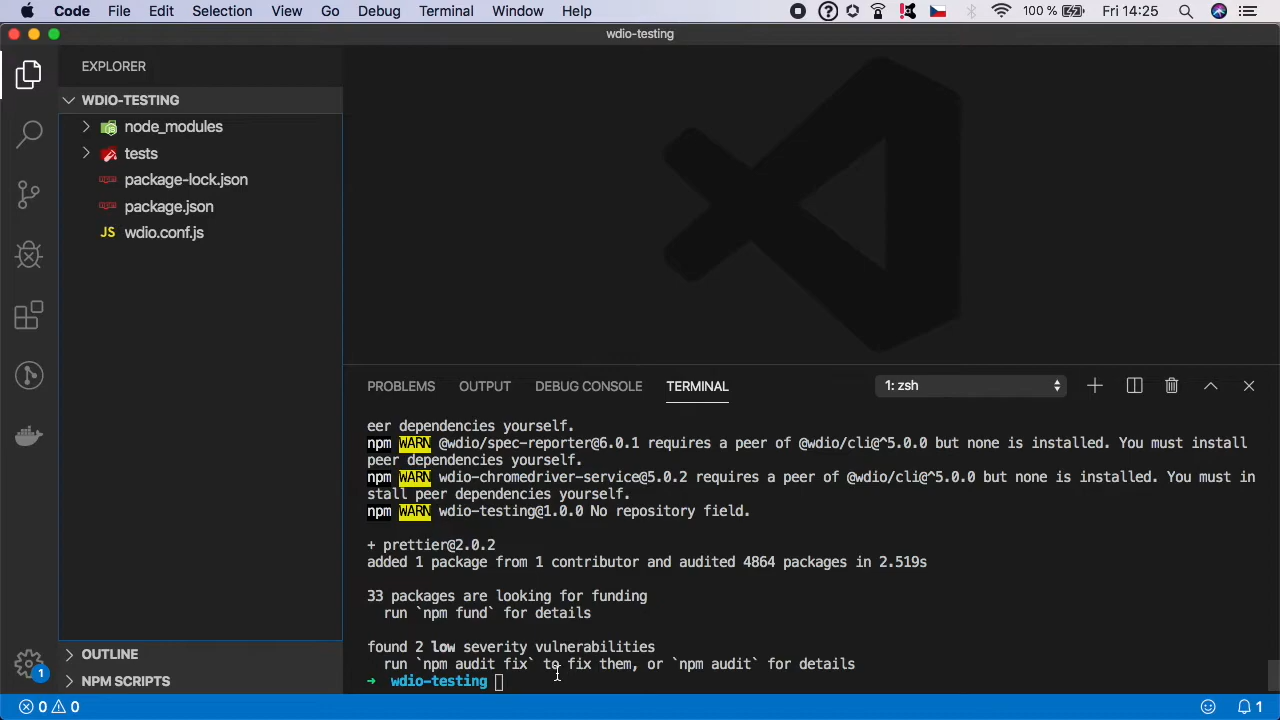 Code File Edit Selection View Go Debug Terminal Window Help 100 % Fri 14:25
wdio-testing
EXPLORER
WDIO-TESTING
node_modules
tests
package-lock.json
package.json
JS wdio.conf.js
OUTLINE
NPM SCRIPTS
PROBLEMS OUTPUT DEBUG CONSOLE TERMINAL 1: zsh
eer dependencies yourself.
npm WARN @wdio/spec-reporter@6.0.1 requires a peer of @wdio/cli@^5.0.0 but none is installed. You must install
peer dependencies yourself.
npm WARN wdio-chromedriver-service@5.0.2 requires a peer of @wdio/cli@^5.0.0 but none is installed. You must in
stall peer dependencies yourself.
npm WARN wdio-testing@1.0.0 No repository field.
+ prettier@2.0.2
added 1 package from 1 contributor and audited 4864 packages in 2.519s
33 packages are looking for funding
run `npm fund` for details
found 2 low severity vulnerabilities
run `npm audit fix` to fix them, or `npm audit` for details
➜ wdio-testing
1
0 0 1